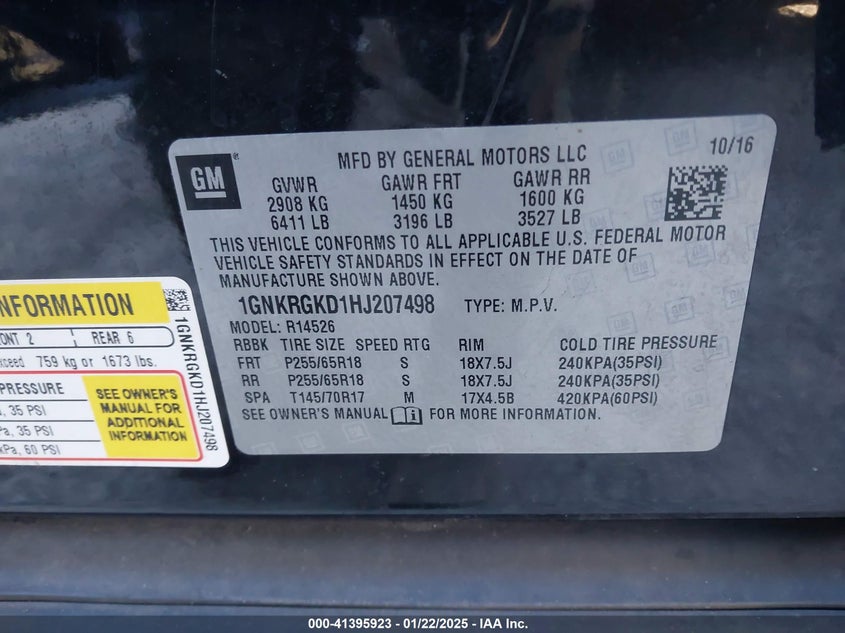 GM
MFD BY GENERAL MOTORS LLC
10/16
GVWR GAWR FRT GAWR RR
2908 KG 1450 KG 1600 KG
6411 LB 3196 LB 3527 LB
THIS VEHICLE CONFORMS TO ALL APPLICABLE U.S. FEDERAL MOTOR
VEHICLE SAFETY STANDARDS IN EFFECT ON THE DATE OF
MANUFACTURE SHOWN ABOVE.
1GNKRGKD1HJ207498 TYPE: M.P.V.
MODEL: R14526
RBBK TIRE SIZE SPEED RTG RIM COLD TIRE PRESSURE
FRT P255/65R18 S 18X7.5J 240KPA(35PSI)
RR P255/65R18 S 18X7.5J 240KPA(35PSI)
SPA T145/70R17 M 17X4.5B 420KPA(60PSI)
SEE OWNER'S MANUAL FOR MORE INFORMATION.
INFORMATION
ONT 2 REAR 6
xceed 759 kg or 1673 lbs.
PRESSURE
35 PSI
Pa, 35 PSI
kPa, 60 PSI
SEE OWNER'S
MANUAL FOR
ADDITIONAL
INFORMATION
1GNKRGKD1HJ207498
000-41395923 - 01/22/2025 - IAA Inc.